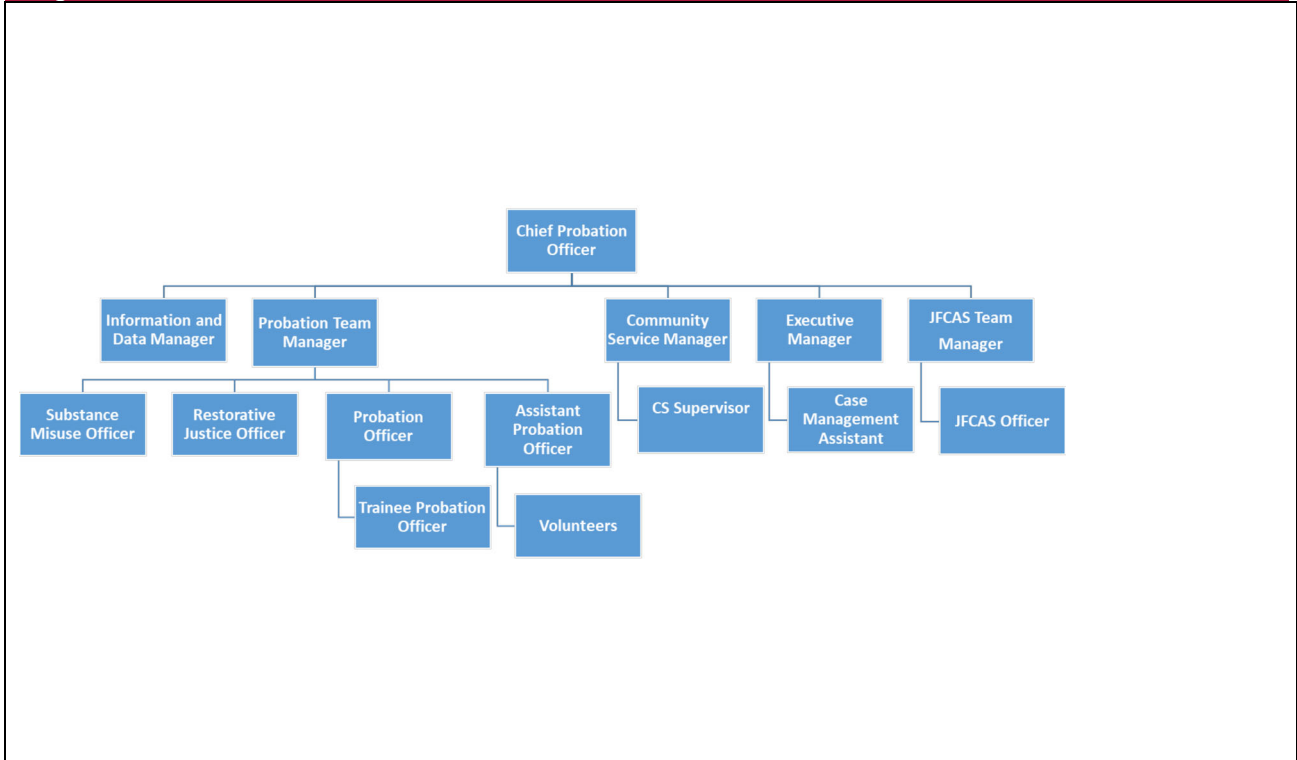 Chief Probation
Officer
Information and
Data Manager
Probation Team
Manager
Community
Service Manager
Executive
Manager
JFCAS Team
Manager
Substance
Misuse Officer
Restorative
Justice Officer
Probation
Officer
Assistant
Probation
Officer
CS Supervisor
Case
Management
Assistant
JFCAS Officer
Trainee Probation
Officer
Volunteers